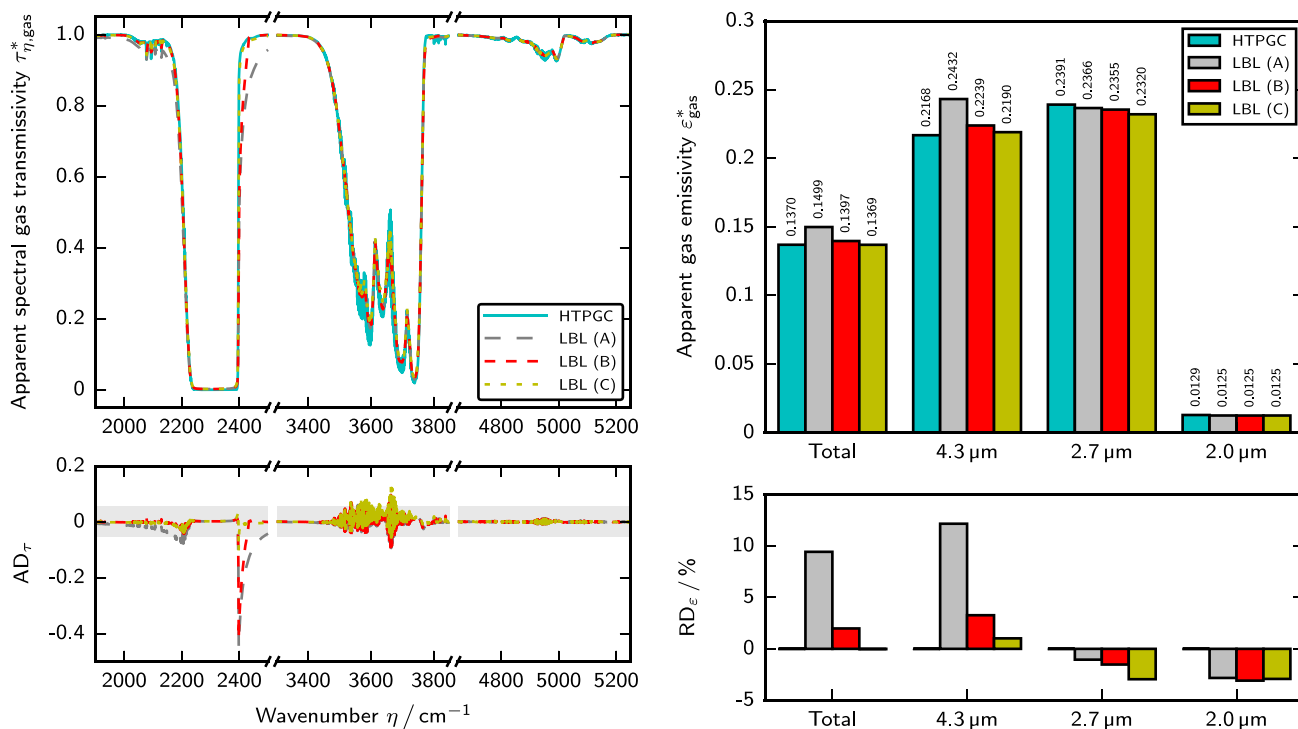 Apparent spectral gas transmissivity τ*η,gas
1.0
0.8
0.6
0.4
0.2
0
HTPGC
LBL (A)
LBL (B)
LBL (C)
2000 2200 2400 3400 3600 3800 4800 5000 5200
ADτ
0.2
0
-0.2
-0.4
2000 2200 2400 3400 3600 3800 4800 5000 5200
Wavenumber η / cm⁻¹
Apparent gas emissivity ε*gas
0.3
0.25
0.2
0.15
0.1
0.05
0
HTPGC
LBL (A)
LBL (B)
LBL (C)
0.1370 0.1499 0.1397 0.1369
0.2168 0.2432 0.2239 0.2190
0.2391 0.2366 0.2355 0.2320
0.0129 0.0125 0.0125 0.0125
Total 4.3 µm 2.7 µm 2.0 µm
RDε / %
15
10
5
0
-5
Total 4.3 µm 2.7 µm 2.0 µm